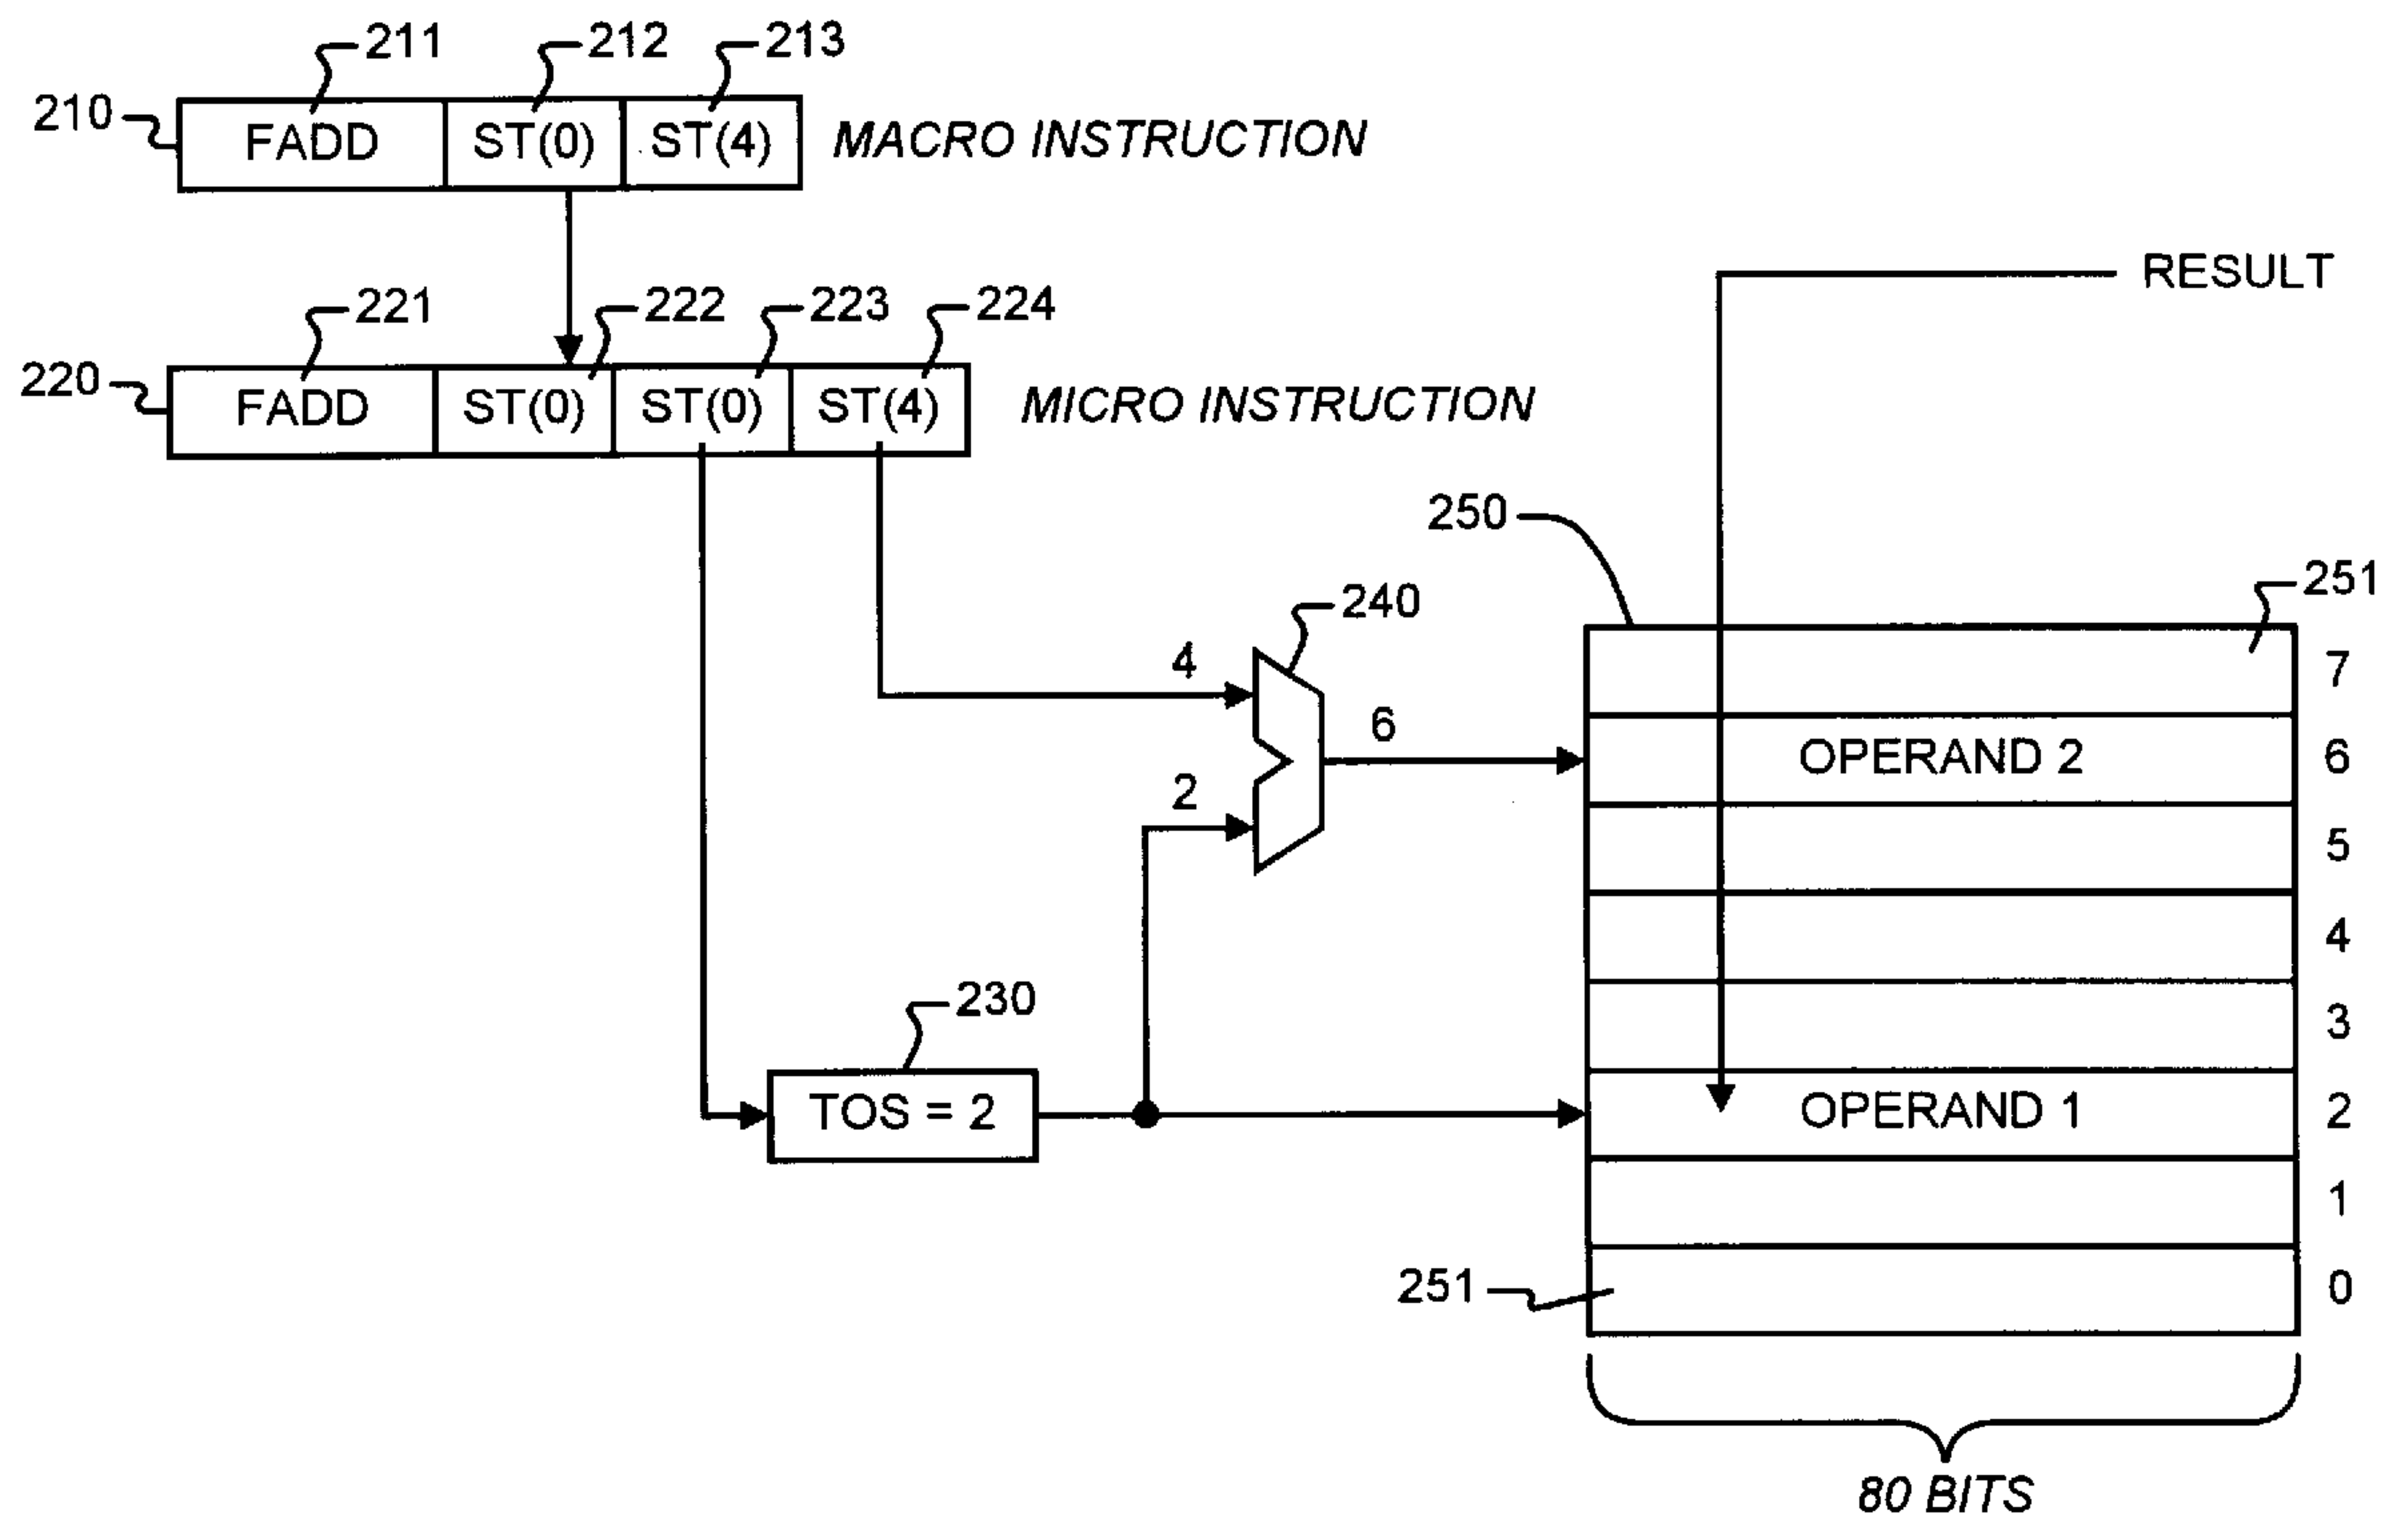 211 212 213
210
FADD ST(0) ST(4) MACRO INSTRUCTION
RESULT
221 222 223 224
220
FADD ST(0) ST(0) ST(4) MICRO INSTRUCTION
250
251
240
4
7
6
OPERAND 2 6
2
5
4
230
3
TOS = 2
OPERAND 1 2
1
251
0
80 BITS